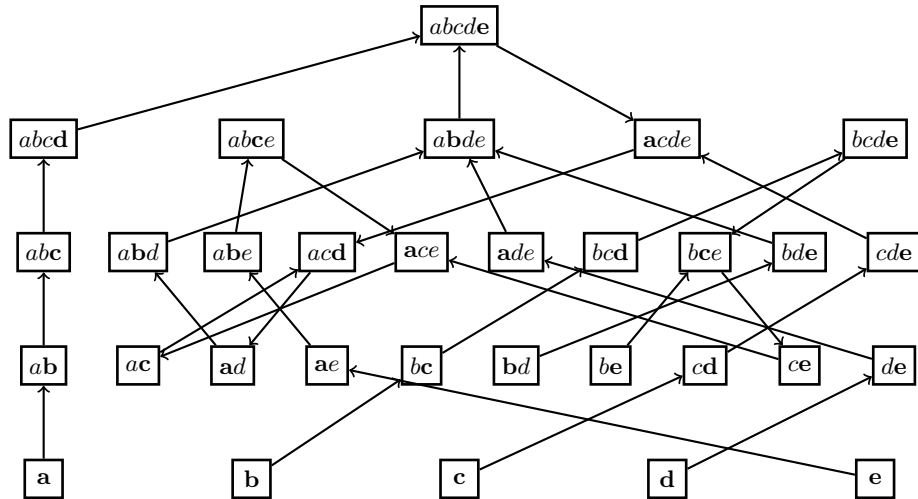 abcde
abcd abce abde acde bcde
abc abd abe acd ace ade bcd bce bde cde
ab ac ad ae bc bd be cd ce de
a b c d e